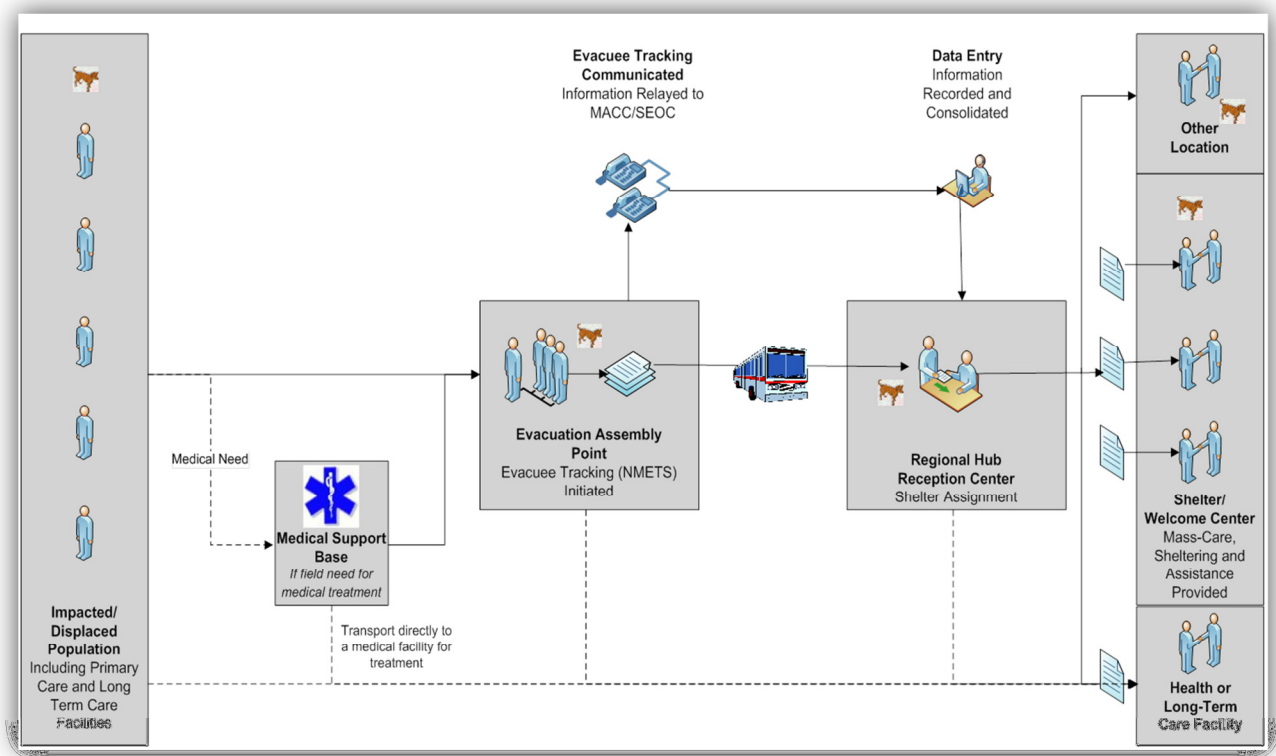 Impacted/
Displaced
Population
Including Primary
Care and Long
Term Care
Facilities
Medical Need
Medical Support
Base
If field need for
medical treatment
Transport directly to
a medical facility for
treatment
Evacuee Tracking
Communicated
Information Relayed to
MACC/SEOC
Evacuation Assembly
Point
Evacuee Tracking (NMETS)
Initiated
Data Entry
Information
Recorded and
Consolidated
Regional Hub
Reception Center
Shelter Assignment
Other
Location
Shelter/
Welcome Center
Mass-Care,
Sheltering and
Assistance
Provided
Health or
Long-Term
Care Facility